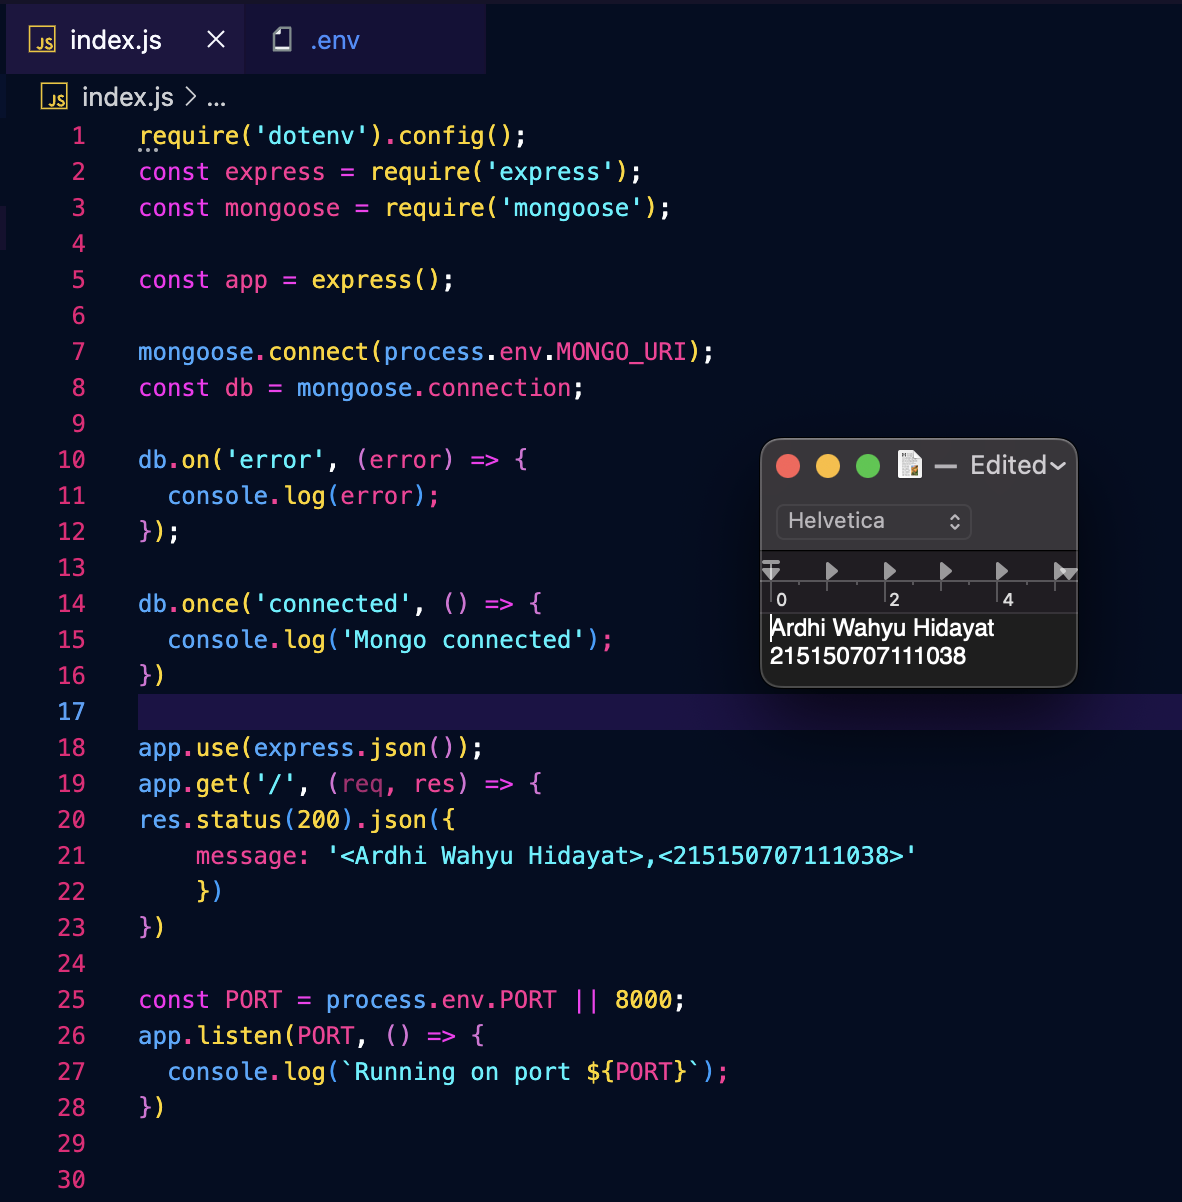 index.js
.env
index.js > ...
1 require('dotenv').config();
2 const express = require('express');
3 const mongoose = require('mongoose');
4
5 const app = express();
6
7 mongoose.connect(process.env.MONGO_URI);
8 const db = mongoose.connection;
9
10 db.on('error', (error) => {
11   console.log(error);
12 });
13
14 db.once('connected', () => {
15   console.log('Mongo connected');
16 })
17
18 app.use(express.json());
19 app.get('/', (req, res) => {
20 res.status(200).json({
21     message: '<Ardhi Wahyu Hidayat>,<215150707111038>'
22     })
23 })
24
25 const PORT = process.env.PORT || 8000;
26 app.listen(PORT, () => {
27   console.log(`Running on port ${PORT}`);
28 })
29
30
— Edited
Helvetica
0 2 4
Ardhi Wahyu Hidayat
215150707111038